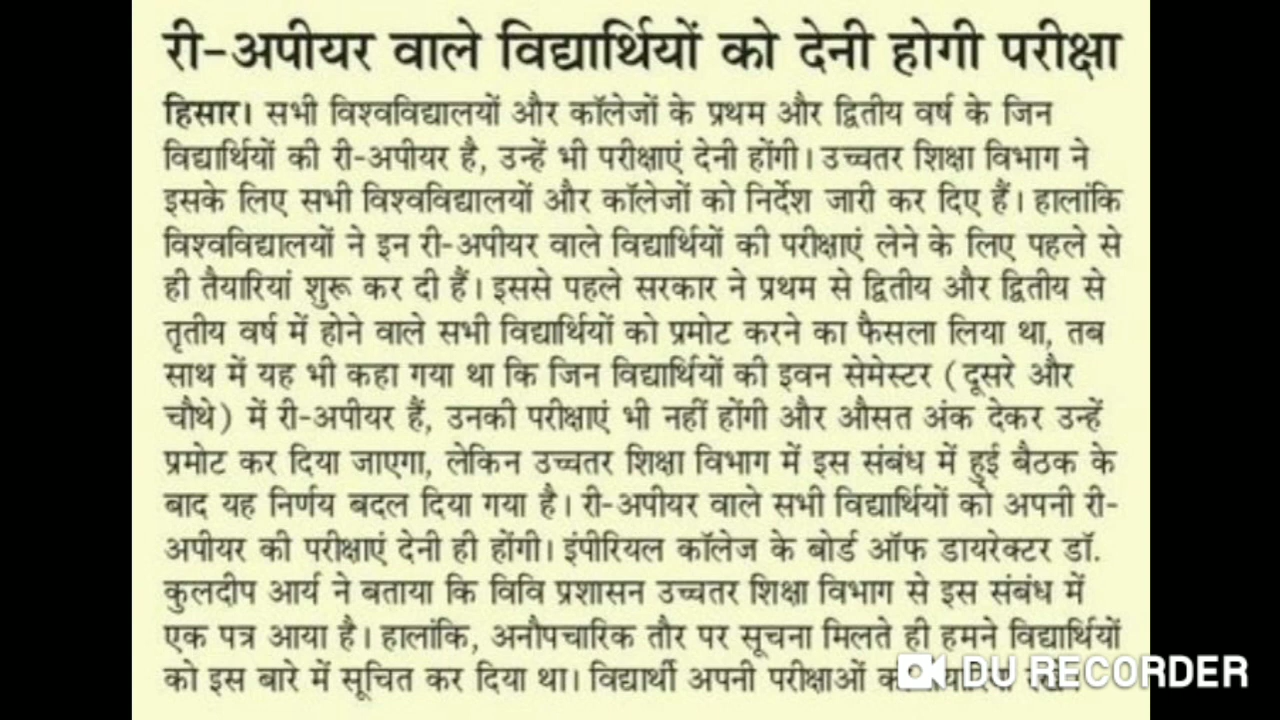 री-अपीयर वाले विद्यार्थियों को देनी होगी परीक्षा
हिसार। सभी विश्वविद्यालयों और कॉलेजों के प्रथम और द्वितीय वर्ष के जिन
विद्यार्थियों की री-अपीयर है, उन्हें भी परीक्षाएं देनी होंगी। उच्चतर शिक्षा विभाग ने
इसके लिए सभी विश्वविद्यालयों और कॉलेजों को निर्देश जारी कर दिए हैं। हालांकि
विश्वविद्यालयों ने इन री-अपीयर वाले विद्यार्थियों की परीक्षाएं लेने के लिए पहले से
ही तैयारियां शुरू कर दी हैं। इससे पहले सरकार ने प्रथम से द्वितीय और द्वितीय से
तृतीय वर्ष में होने वाले सभी विद्यार्थियों को प्रमोट करने का फैसला लिया था, तब
साथ में यह भी कहा गया था कि जिन विद्यार्थियों की इवन सेमेस्टर (दूसरे और
चौथे) में री-अपीयर हैं, उनकी परीक्षाएं भी नहीं होंगी और औसत अंक देकर उन्हें
प्रमोट कर दिया जाएगा, लेकिन उच्चतर शिक्षा विभाग में इस संबंध में हुई बैठक के
बाद यह निर्णय बदल दिया गया है। री-अपीयर वाले सभी विद्यार्थियों को अपनी री-
अपीयर की परीक्षाएं देनी ही होंगी। इंपीरियल कॉलेज के बोर्ड ऑफ डायरेक्टर डॉ.
कुलदीप आर्य ने बताया कि विवि प्रशासन उच्चतर शिक्षा विभाग से इस संबंध में
एक पत्र आया है। हालांकि, अनौपचारिक तौर पर सूचना मिलते ही हमने विद्यार्थियों
को इस बारे में सूचित कर दिया था। विद्यार्थी अपनी परीक्षाओं
DU RECORDER